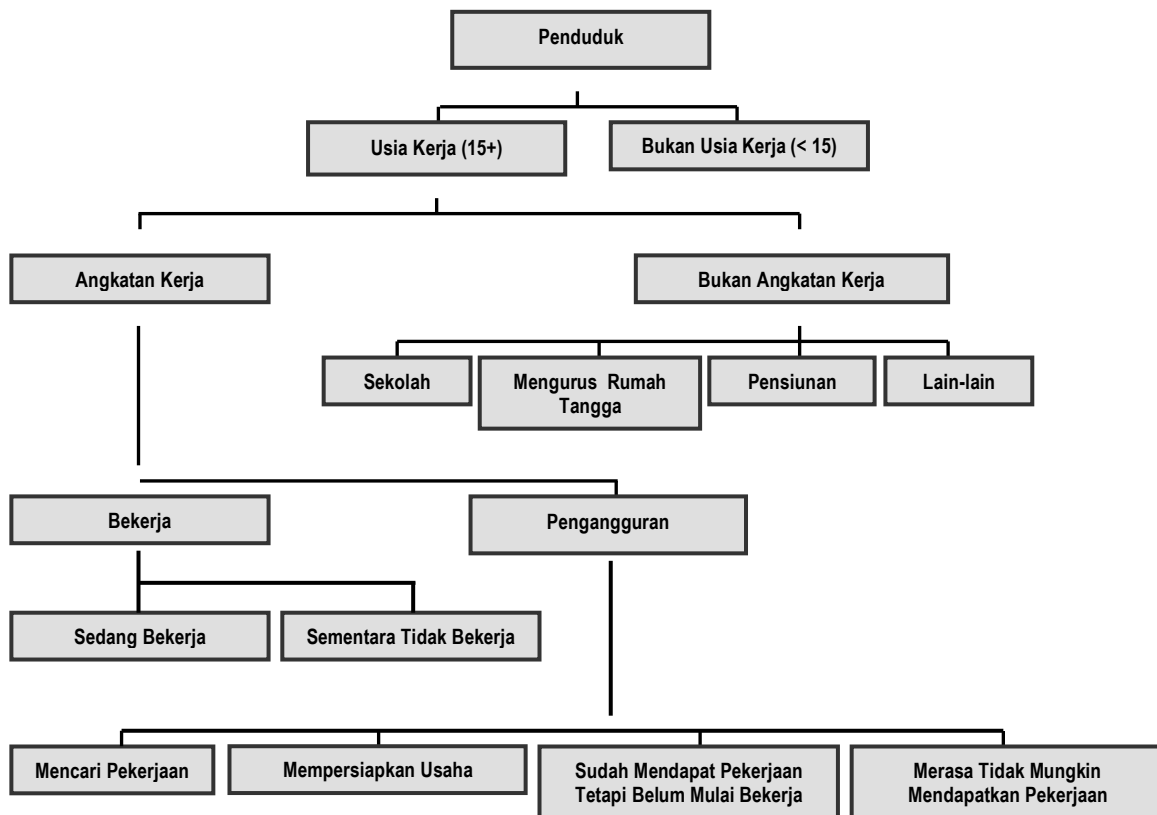 Penduduk
Usia Kerja (15+)
Bukan Usia Kerja (< 15)
Angkatan Kerja
Bukan Angkatan Kerja
Sekolah
Mengurus Rumah
Tangga
Pensiunan
Lain-lain
Bekerja
Pengangguran
Sedang Bekerja
Sementara Tidak Bekerja
Mencari Pekerjaan
Mempersiapkan Usaha
Sudah Mendapat Pekerjaan
Tetapi Belum Mulai Bekerja
Merasa Tidak Mungkin
Mendapatkan Pekerjaan